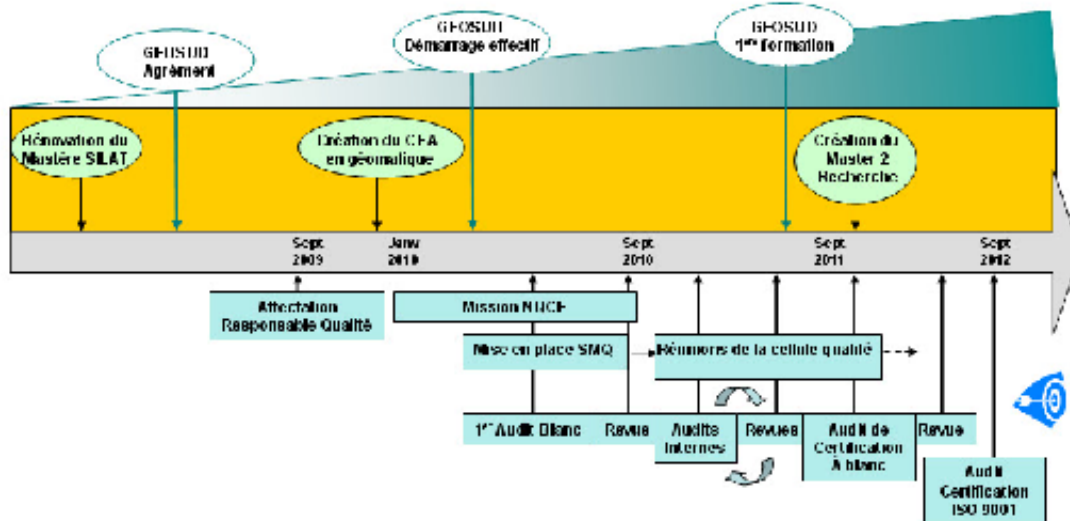 GEOSUD
Agrément
GEOSUD
Démarrage effectif
GEOSUD
1ère formation
Rénovation du
Mastère SILAT
Création du CFA
en géomatique
Création du
Master 2
Recherche
Sept
2009
Janv
2010
Sept
2010
Sept
2011
Sept
2012
Attestation
Responsable Qualité
Mission
Mise en place SMQ
Réunions de la cellule qualité
1er Audit Blanc
Revue
Audits
Internes
Revues
Audit de
Certification
À blanc
Revue
Audit
Certification
ISO 9001